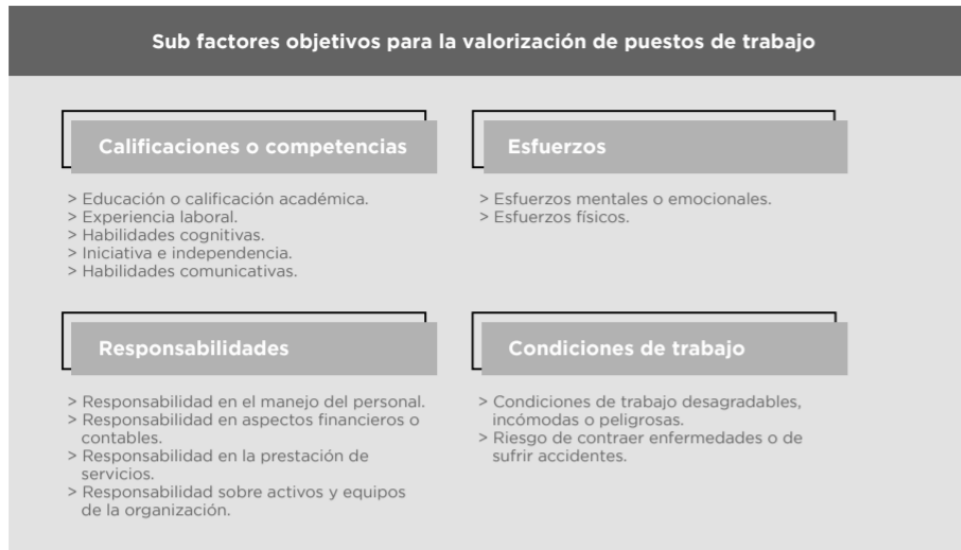 Sub factores objetivos para la valorización de puestos de trabajo
Calificaciones o competencias
> Educación o calificación académica.
> Experiencia laboral.
> Habilidades cognitivas.
> Iniciativa e independencia.
> Habilidades comunicativas.
Esfuerzos
> Esfuerzos mentales o emocionales.
> Esfuerzos físicos.
Responsabilidades
> Responsabilidad en el manejo del personal.
> Responsabilidad en aspectos financieros o
contables.
> Responsabilidad en la prestación de
servicios.
> Responsabilidad sobre activos y equipos
de la organización.
Condiciones de trabajo
> Condiciones de trabajo desagradables,
incómodas o peligrosas.
> Riesgo de contraer enfermedades o de
sufrir accidentes.